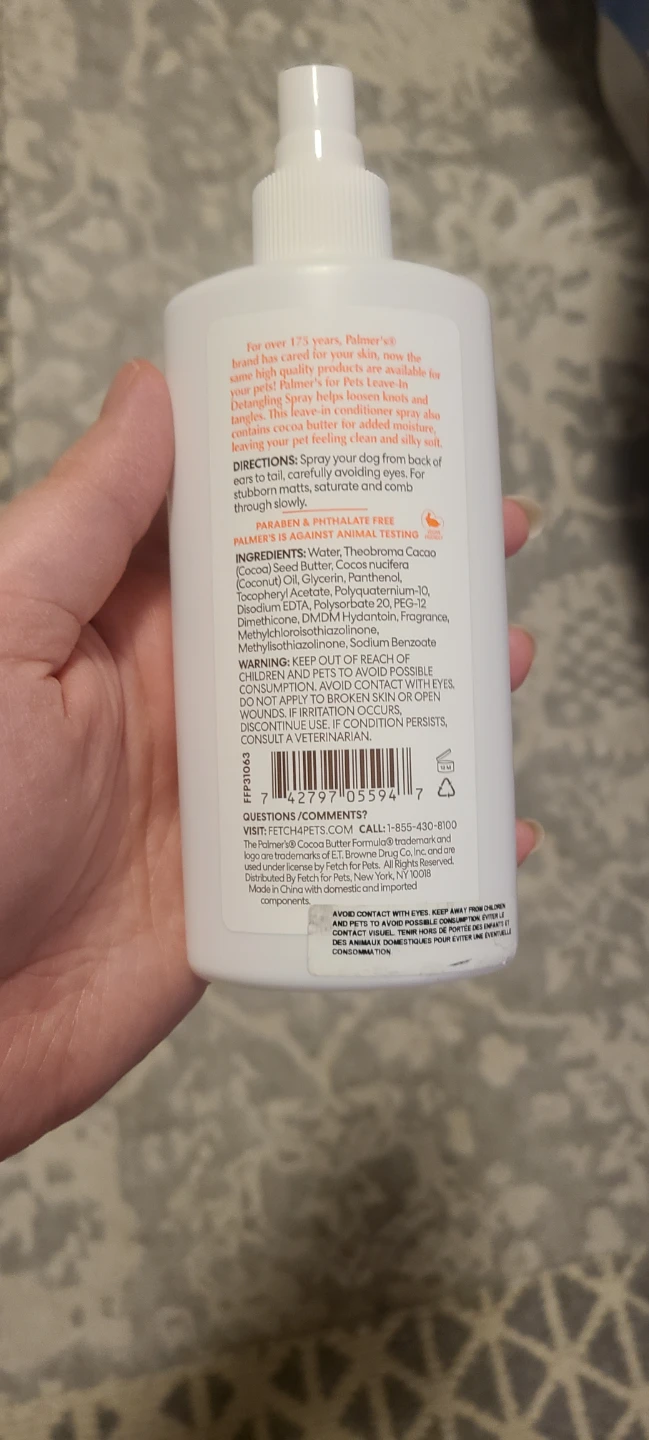 For over 175 years, Palmer's®
brand has cared for your skin, now the
same high quality products are available for
your pets! Palmer's for Pets Leave-In
Detangling Spray helps loosen knots and
tangles. This leave-in conditioner spray also
contains cocoa butter for added moisture,
leaving your pet feeling clean and silky soft.
DIRECTIONS: Spray your dog from back of
ears to tail, carefully avoiding eyes. For
stubborn matts, saturate and comb
through slowly.
PARABEN & PHTHALATE FREE
PALMER'S IS AGAINST ANIMAL TESTING
INGREDIENTS: Water, Theobroma Cacao
(Cocoa) Seed Butter, Cocos nucifera
(Coconut) Oil, Glycerin, Panthenol,
Tocopheryl Acetate, Polyquaternium-10,
Disodium EDTA, Polysorbate 20, PEG-12
Dimethicone, DMDM Hydantoin, Fragrance,
Methylchloroisothiazolinone,
Methylisothiazolinone, Sodium Benzoate
WARNING: KEEP OUT OF REACH OF
CHILDREN AND PETS TO AVOID POSSIBLE
CONSUMPTION. AVOID CONTACT WITH EYES.
DO NOT APPLY TO BROKEN SKIN OR OPEN
WOUNDS. IF IRRITATION OCCURS,
DISCONTINUE USE. IF CONDITION PERSISTS,
CONSULT A VETERINARIAN.
FFP31063
7 42797 05594 7
QUESTIONS /COMMENTS?
VISIT: FETCH4PETS.COM CALL: 1-855-430-8100
The Palmer's® Cocoa Butter Formula® trademark and
logo are trademarks of E.T. Browne Drug Co, Inc. and are
used under license by Fetch for Pets. All Rights Reserved.
Distributed By Fetch for Pets, New York, NY 10018
Made in China with domestic and imported
components.
AVOID CONTACT WITH EYES. KEEP AWAY FROM CHILDREN
AND PETS TO AVOID POSSIBLE CONSUMPTION. EVITER LE
CONTACT VISUEL. TENIR HORS DE PORTÉE DES ENFANTS ET
DES ANIMAUX DOMESTIQUES POUR ÉVITER UNE ÉVENTUELLE
CONSOMMATION